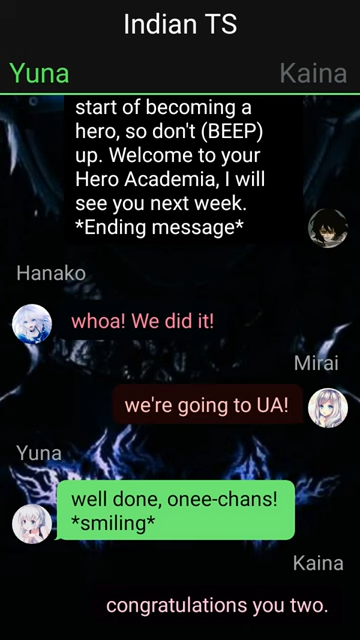 Indian TS
Yuna
Kaina
start of becoming a
hero, so don't (BEEP)
up. Welcome to your
Hero Academia, I will
see you next week.
*Ending message*
Hanako
whoa! We did it!
Mirai
we're going to UA!
Yuna
well done, onee-chans!
*smiling*
Kaina
congratulations you two.